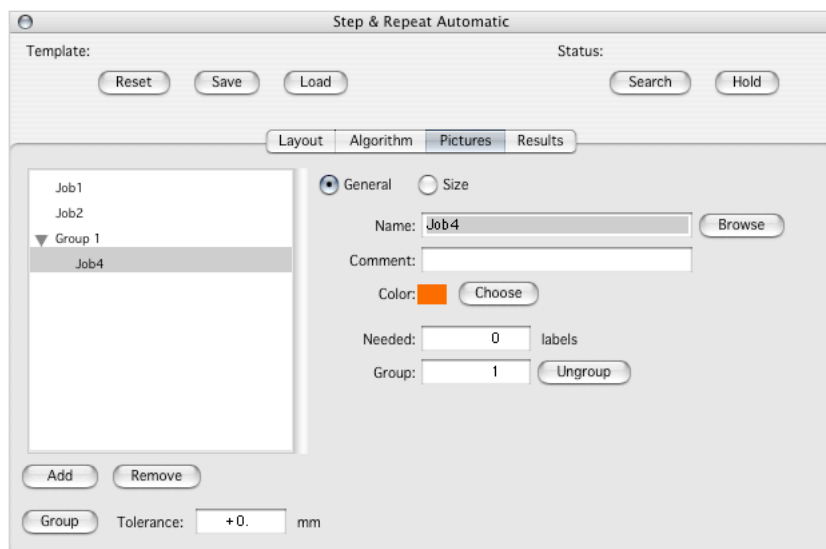 Step & Repeat Automatic
Template:
Status:
Reset Save Load
Search Hold
Layout Algorithm Pictures Results
Job1
Job2
Group 1
Job4
General Size
Name: Job4 Browse
Comment:
Color: Choose
Needed: 0 labels
Group: 1 Ungroup
Add Remove
Group Tolerance: +0. mm